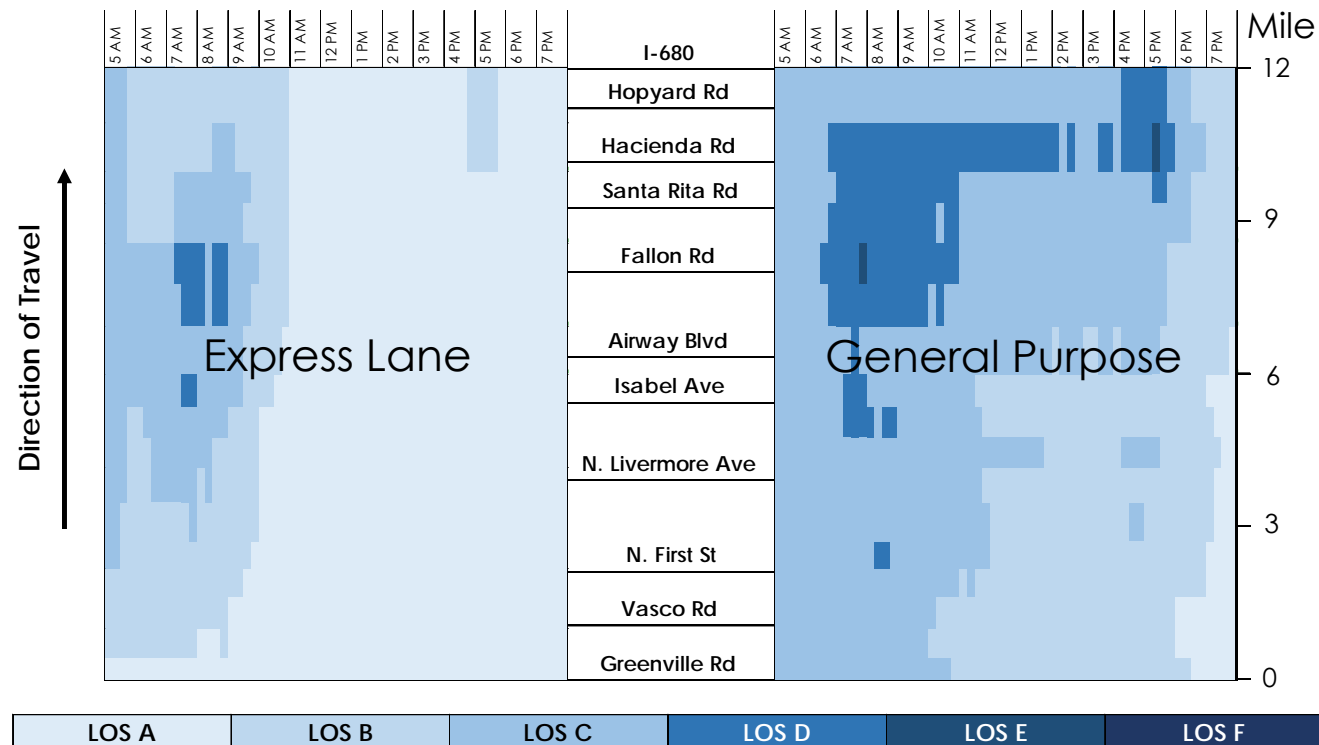 5 AM 6 AM 7 AM 8 AM 9 AM 10 AM 11 AM 12 PM 1 PM 2 PM 3 PM 4 PM 5 PM 6 PM 7 PM
I-680
5 AM 6 AM 7 AM 8 AM 9 AM 10 AM 11 AM 12 PM 1 PM 2 PM 3 PM 4 PM 5 PM 6 PM 7 PM
Mile
12
Hopyard Rd
Hacienda Rd
Santa Rita Rd
9
Fallon Rd
Direction of Travel
Express Lane
Airway Blvd
General Purpose
6
Isabel Ave
N. Livermore Ave
3
N. First St
Vasco Rd
Greenville Rd
0
LOS A LOS B LOS C LOS D LOS E LOS F